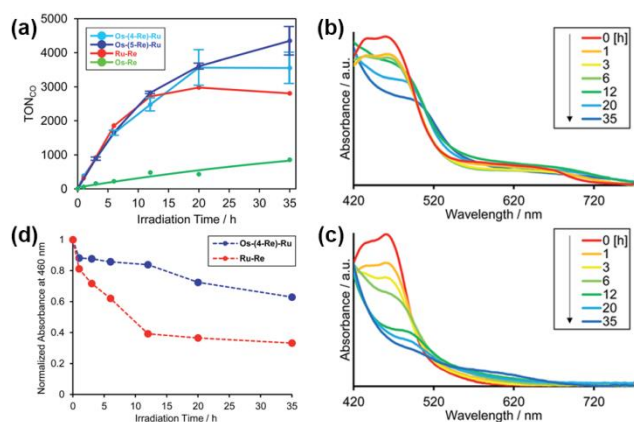 (a)
TON_CO
5000
4000
3000
2000
1000
0
Os-(4-Re)-Ru
Os-(5-Re)-Ru
Ru-Re
Os-Re
0 5 10 15 20 25 30 35
Irradiation Time / h
(b)
Absorbance / a.u.
0 [h]
1
3
6
12
20
35
420 520 620 720
Wavelength / nm
(d)
Normalized Absorbance at 460 nm
1
0.8
0.6
0.4
0.2
0
Os-(4-Re)-Ru
Ru-Re
0 5 10 15 20 25 30 35
Irradiation Time / h
(c)
Absorbance / a.u.
0 [h]
1
3
6
12
20
35
420 520 620 720
Wavelength / nm